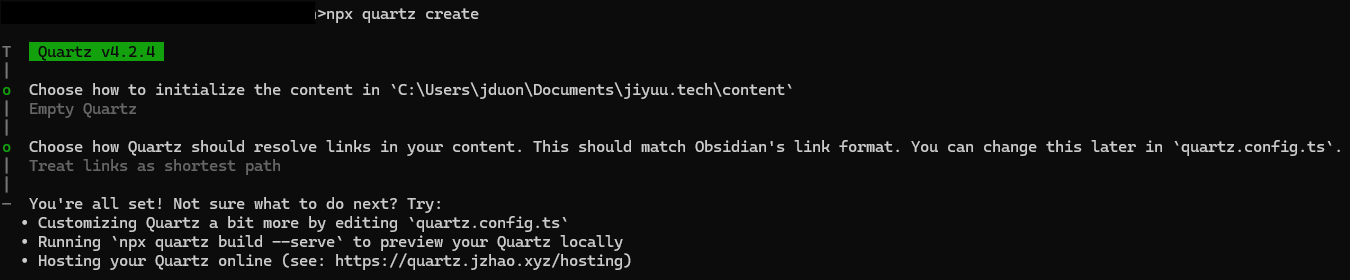 >npx quartz create
Quartz v4.2.4
Choose how to initialize the content in `C:\Users\jduon\Documents\jiyuu.tech\content`
Empty Quartz
Choose how Quartz should resolve links in your content. This should match Obsidian's link format. You can change this later in `quartz.config.ts`.
Treat links as shortest path
You're all set! Not sure what to do next? Try:
• Customizing Quartz a bit more by editing `quartz.config.ts`
• Running `npx quartz build --serve` to preview your Quartz locally
• Hosting your Quartz online (see: https://quartz.jzhao.xyz/hosting)